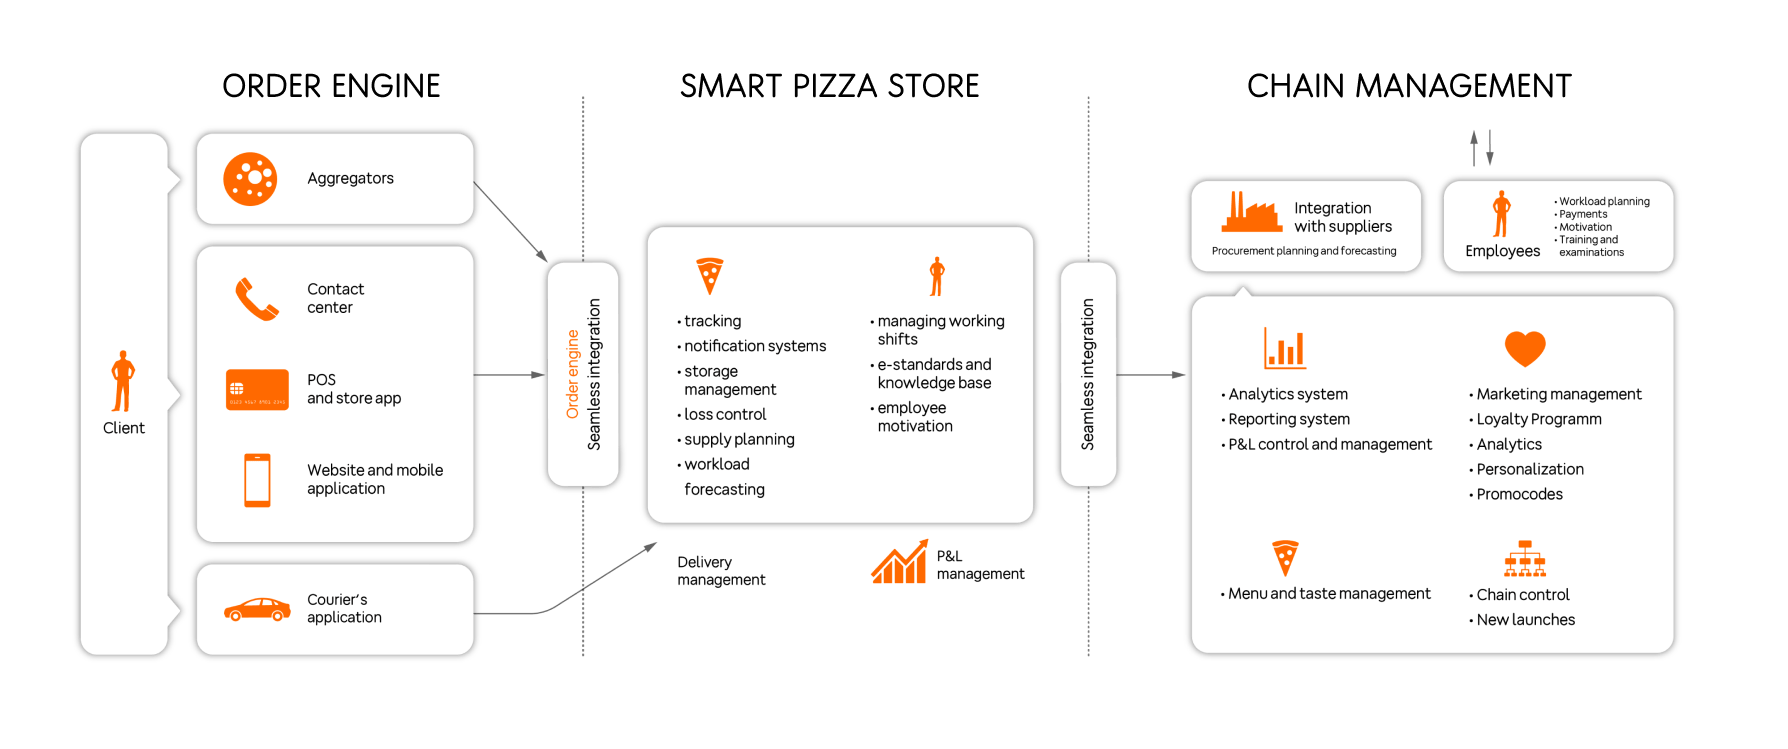 ORDER ENGINE
SMART PIZZA STORE
CHAIN MANAGEMENT
Client
Aggregators
Contact
center
POS
and store app
Website and mobile
application
Courier's
application
Order engine
Seamless integration
• tracking
• notification systems
• storage
management
• loss control
• supply planning
• workload
forecasting
• managing working
shifts
• e-standards and
knowledge base
• employee
motivation
Delivery
management
P&L
management
Seamless integration
Integration
with suppliers
Procurement planning and forecasting
Employees
• Workload planning
• Payments
• Motivation
• Training and
examinations
• Analytics system
• Reporting system
• P&L control and management
• Marketing management
• Loyalty Programm
• Analytics
• Personalization
• Promocodes
• Menu and taste management
• Chain control
• New launches